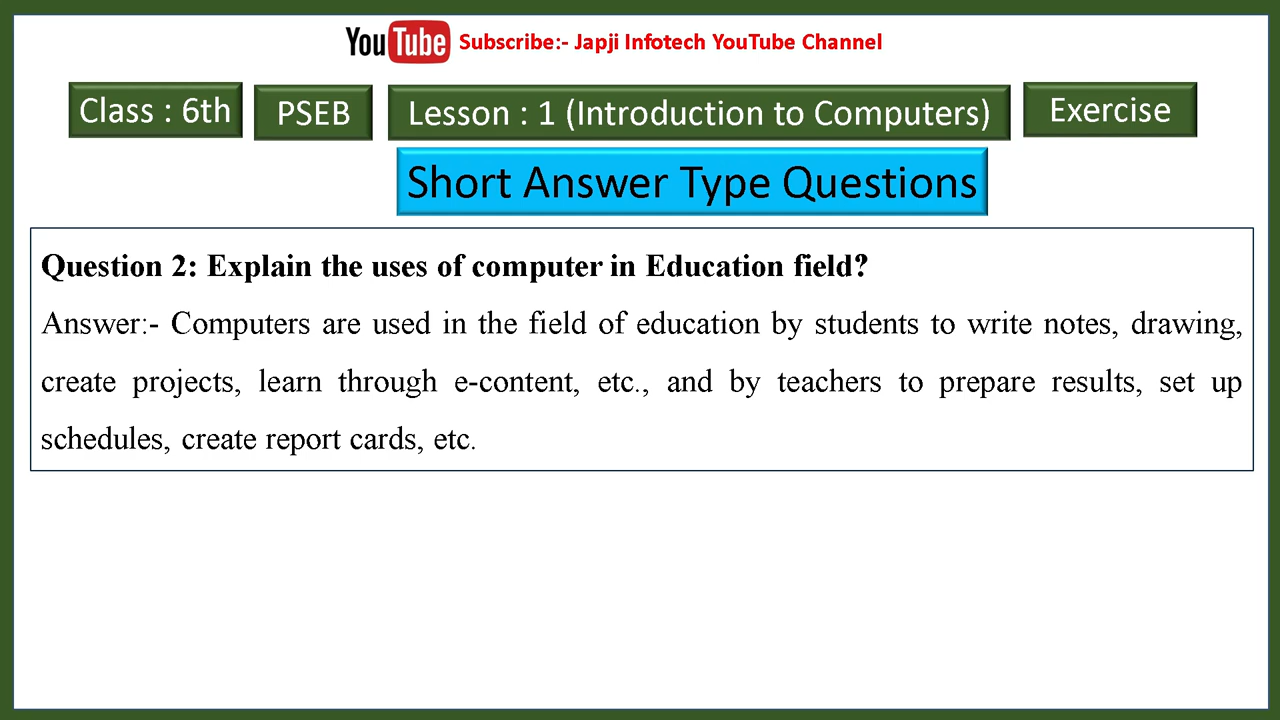 YouTube Subscribe:- Japji Infotech YouTube Channel
Class : 6th PSEB Lesson : 1 (Introduction to Computers) Exercise
Short Answer Type Questions
Question 2: Explain the uses of computer in Education field?
Answer:- Computers are used in the field of education by students to write notes, drawing,
create projects, learn through e-content, etc., and by teachers to prepare results, set up
schedules, create report cards, etc.